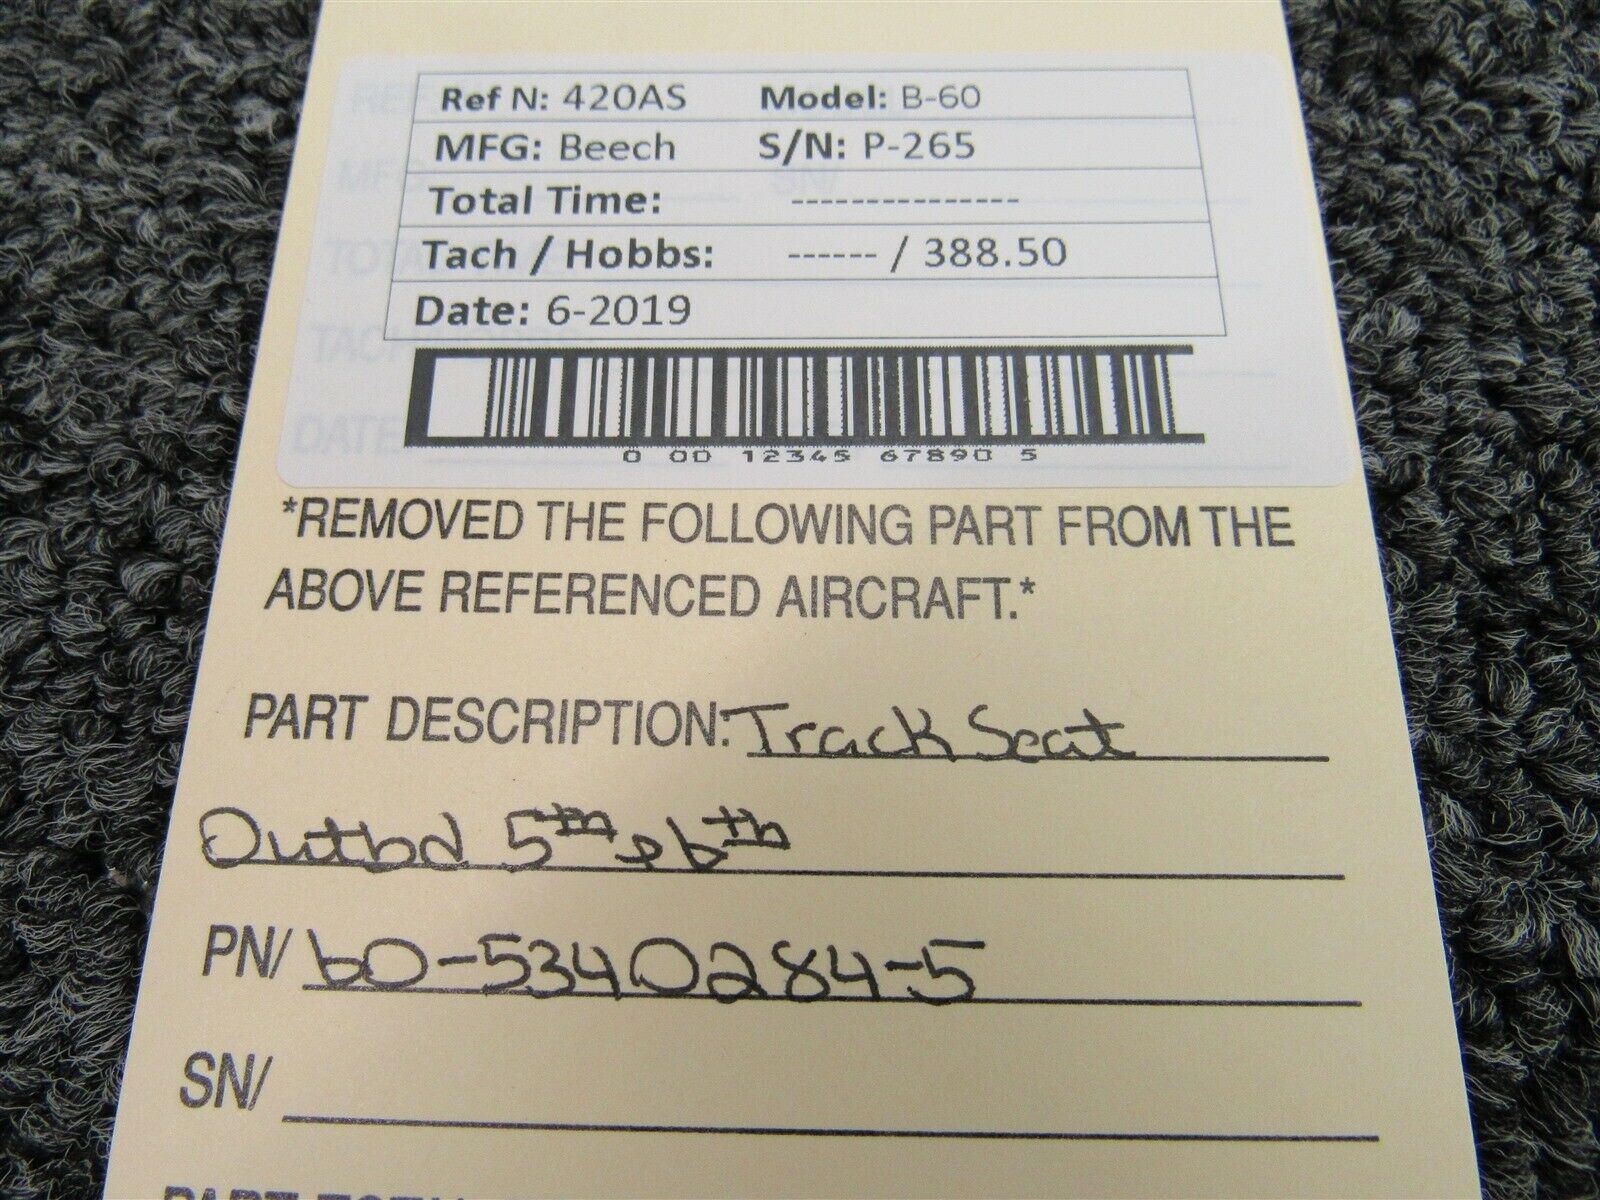 Ref N: 420AS Model: B-60
MFG: Beech S/N: P-265
Total Time: ---------------
Tach / Hobbs: ------ / 388.50
Date: 6-2019
0 00 12345 67890 5
*REMOVED THE FOLLOWING PART FROM THE
ABOVE REFERENCED AIRCRAFT.*
PART DESCRIPTION: Track Seat
Outbd 5th & 6th
PN/ 60-5340284-5
SN/